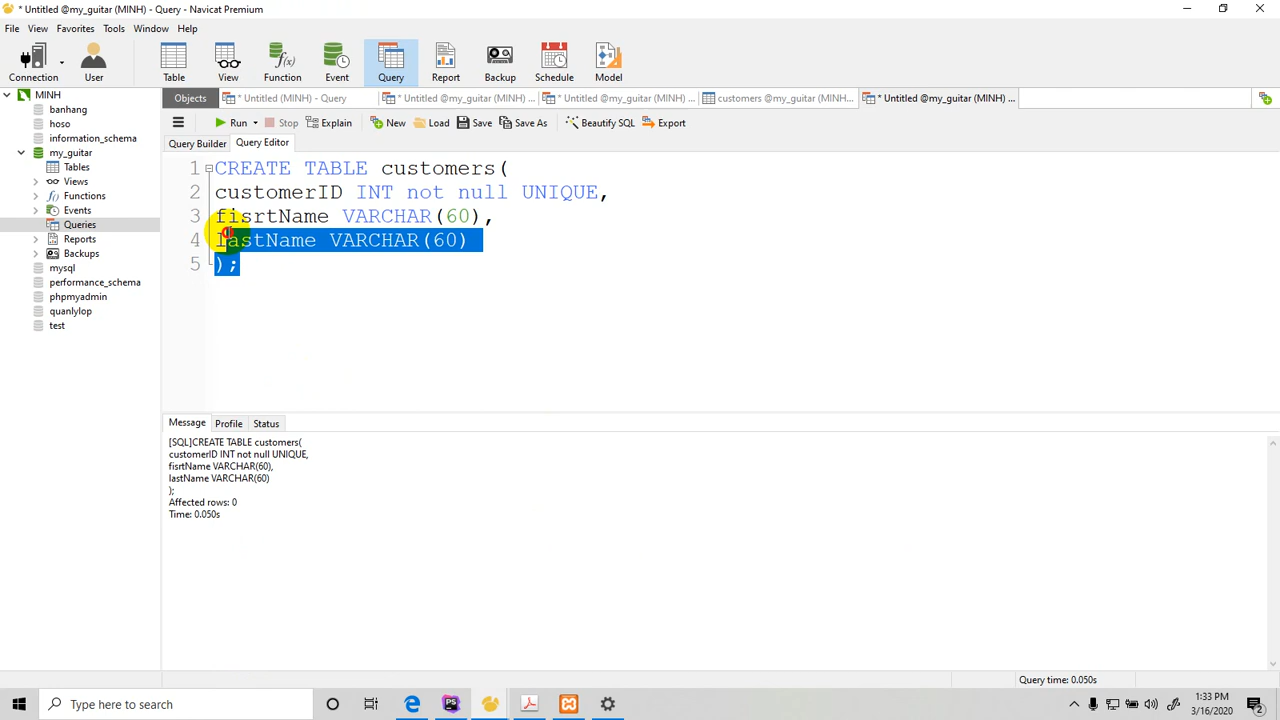 * Untitled @my_guitar (MINH) - Query - Navicat Premium
File View Favorites Tools Window Help
Connection User Table View Function Event Query Report Backup Schedule Model
MINH
banhang
hoso
information_schema
my_guitar
Tables
Views
Functions
Events
Queries
Reports
Backups
mysql
performance_schema
phpmyadmin
quanlylop
test
Objects * Untitled (MINH) - Query * Untitled @my_guitar (MINH) ... * Untitled @my_guitar (MINH) ... customers @my_guitar (MINH)... * Untitled @my_guitar (MINH) ...
Run Stop Explain New Load Save Save As Beautify SQL Export
Query Builder Query Editor
1 CREATE TABLE customers(
2 customerID INT not null UNIQUE,
3 fisrtName VARCHAR(60),
4 lastName VARCHAR(60)
5 );
Message Profile Status
[SQL]CREATE TABLE customers(
customerID INT not null UNIQUE,
fisrtName VARCHAR(60),
lastName VARCHAR(60)
);
Affected rows: 0
Time: 0.050s
Query time: 0.050s
Type here to search
PS
1:33 PM
3/16/2020
2